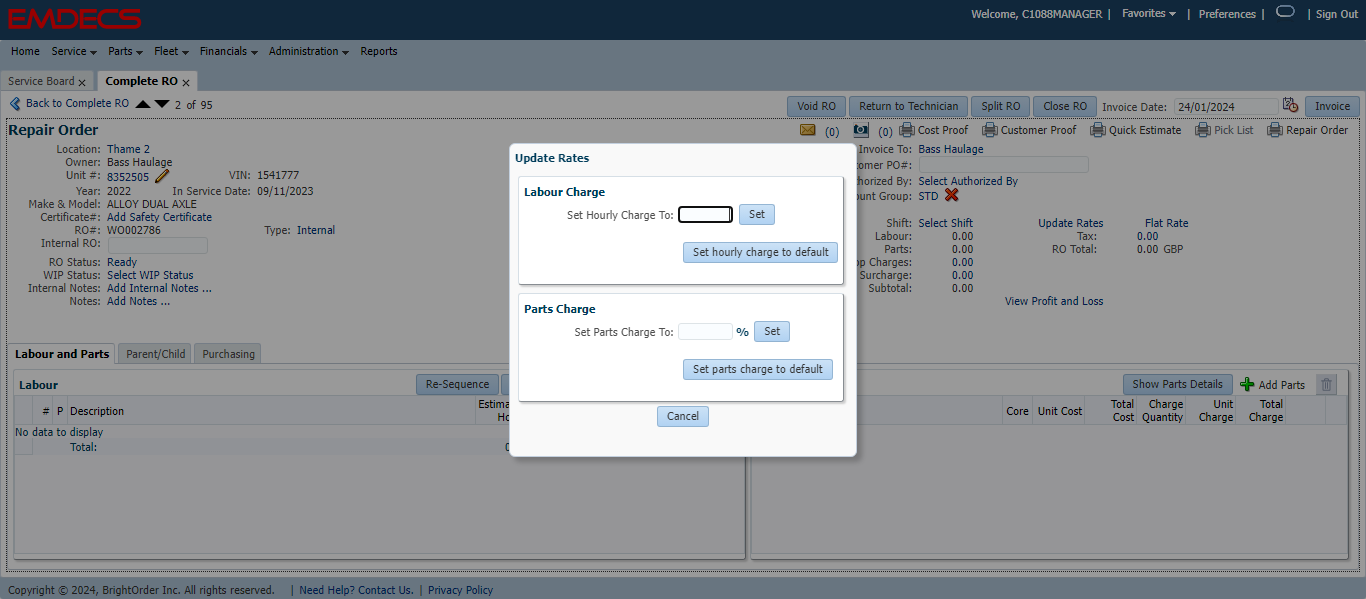 EMDECS
Welcome, C1088MANAGER | Favorites | Preferences | | Sign Out
Home Service Parts Fleet Financials Administration Reports
Service Board x Complete RO x
Back to Complete RO 2 of 95
Void RO Return to Technician Split RO Close RO Invoice Date: 24/01/2024 Invoice
Repair Order
(0) (0) Cost Proof Customer Proof Quick Estimate Pick List Repair Order
Location: Thame 2
Owner: Bass Haulage
Unit #: 8352505 VIN: 1541777
Year: 2022 In Service Date: 09/11/2023
Make & Model: ALLOY DUAL AXLE
Certificate#: Add Safety Certificate
RO#: WO002786 Type: Internal
Internal RO:
RO Status: Ready
WIP Status: Select WIP Status
Internal Notes: Add Internal Notes ...
Notes: Add Notes ...
Update Rates
Labour Charge
Set Hourly Charge To: Set
Set hourly charge to default
Parts Charge
Set Parts Charge To: % Set
Set parts charge to default
Cancel
Invoice To: Bass Haulage
omer PO#:
horized By: Select Authorized By
ount Group: STD
Shift: Select Shift Update Rates Flat Rate
Labour: 0.00 Tax: 0.00
Parts: 0.00 RO Total: 0.00 GBP
op Charges: 0.00
Surcharge: 0.00
Subtotal: 0.00
View Profit and Loss
Labour and Parts Parent/Child Purchasing
Labour Re-Sequence
# P Description Estima
Ho
No data to display
Total: 0
Show Parts Details Add Parts
Core Unit Cost Total Cost Charge Quantity Unit Charge Total Charge
Copyright © 2024, BrightOrder Inc. All rights reserved. | Need Help? Contact Us. | Privacy Policy